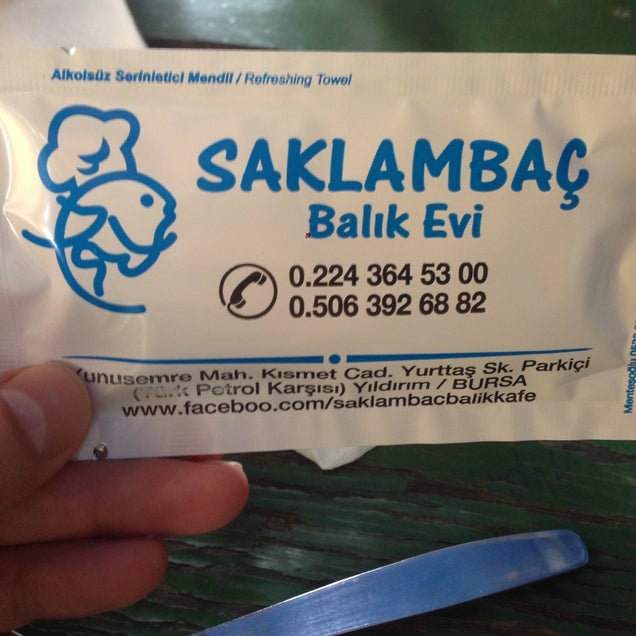 Alkolsüz Serinletici Mendil / Refreshing Towel
SAKLAMBAÇ
Balık Evi
0.224 364 53 00
0.506 392 68 82
Yunusemre Mah. Kısmet Cad. Yurttaş Sk. Parkiçi
(Türk Petrol Karşısı) Yıldırım / BURSA
www.faceboo.com/saklambacbalikkafe